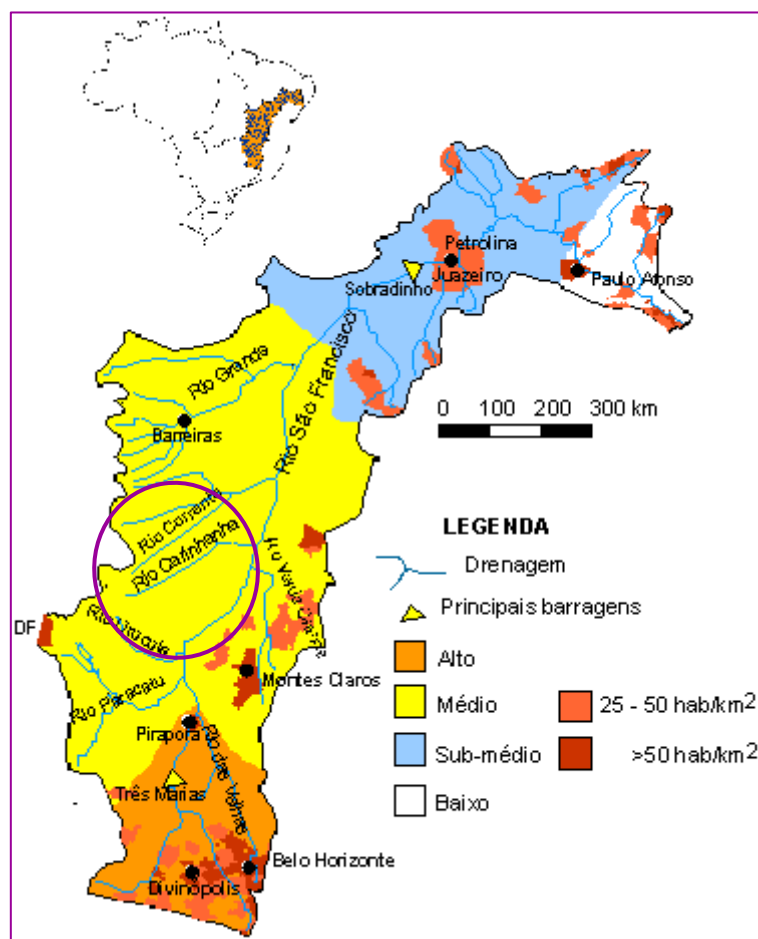 Petrolina
Juazeiro
Sobradinho
Paulo Afonso
Rio Grande
Rio São Francisco
Barreiras
0 100 200 300 km
Rio Corrente
Rio Carinhanha
LEGENDA
Drenagem
Principais barragens
DF
Alto
Montes Claros
Médio
25 - 50 hab/km²
Rio Paracatu
Pirapora
Sub-médio
>50 hab/km²
Rio das Velhas
Três Marias
Baixo
Belo Horizonte
Divinópolis